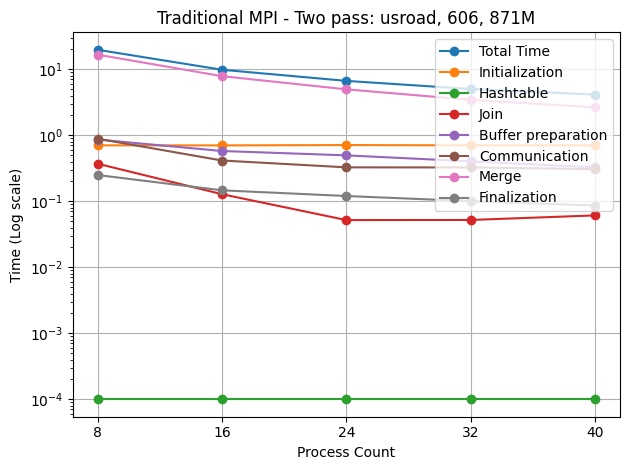 Traditional MPI - Two pass: usroad, 606, 871M
Total Time
Initialization
Hashtable
Join
Buffer preparation
Communication
Merge
Finalization
Time (Log scale)
10¹
10⁰
10⁻¹
10⁻²
10⁻³
10⁻⁴
8 16 24 32 40
Process Count